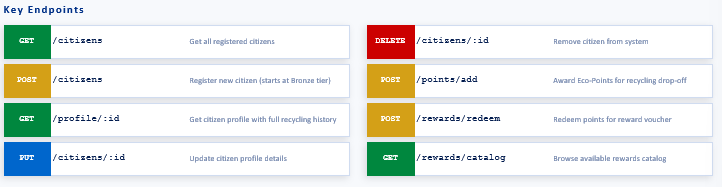 Key Endpoints
GET /citizens Get all registered citizens
POST /citizens Register new citizen (starts at Bronze tier)
GET /profile/:id Get citizen profile with full recycling history
PUT /citizens/:id Update citizen profile details
DELETE /citizens/:id Remove citizen from system
POST /points/add Award Eco-Points for recycling drop-off
POST /rewards/redeem Redeem points for reward voucher
GET /rewards/catalog Browse available rewards catalog